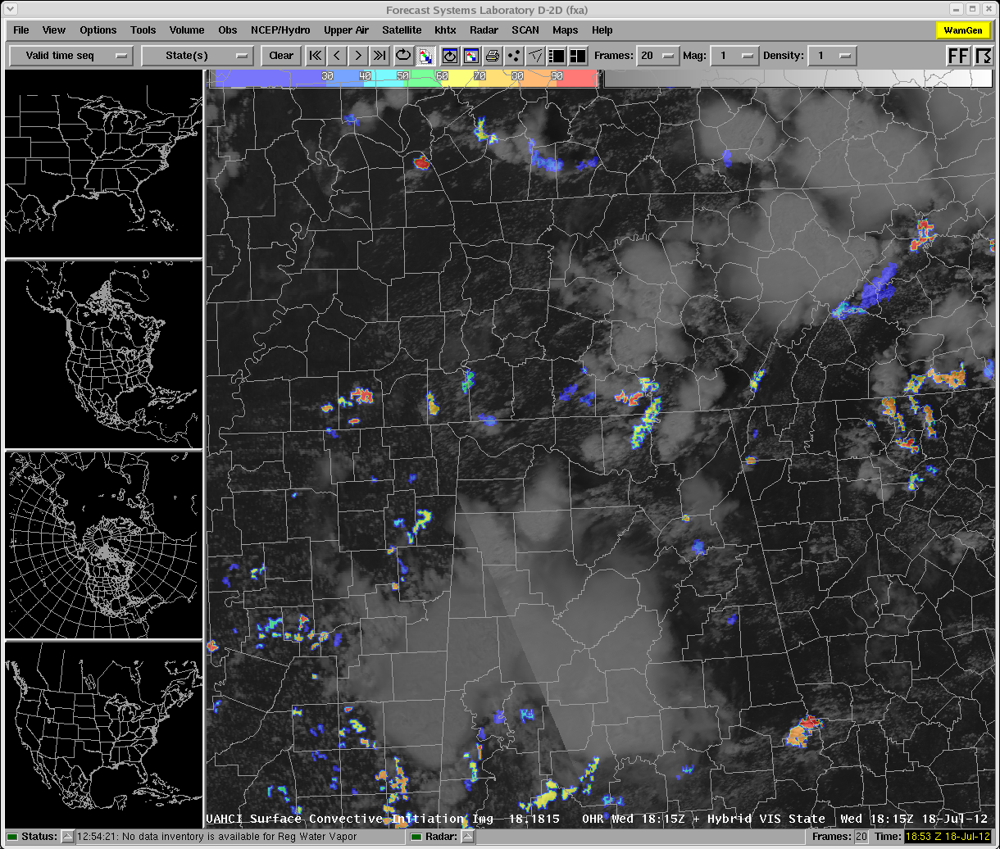 Forecast Systems Laboratory D-2D (fxa)
File View Options Tools Volume Obs NCEP/Hydro Upper Air Satellite khtx Radar SCAN Maps Help WarnGen
Valid time seq State(s) Clear Frames: 20 Mag: 1 Density: 1 FF
30 40 50 60 70 80 90
UAHCI Surface Convective Initiation Img 18.1815 OHR Wed 18:15Z + Hybrid VIS State Wed 18:15Z 18-Jul-12
Status: 12:54:21: No data inventory is available for Reg Water Vapor Radar: Frames: 20 Time: 18:53 Z 18-Jul-12